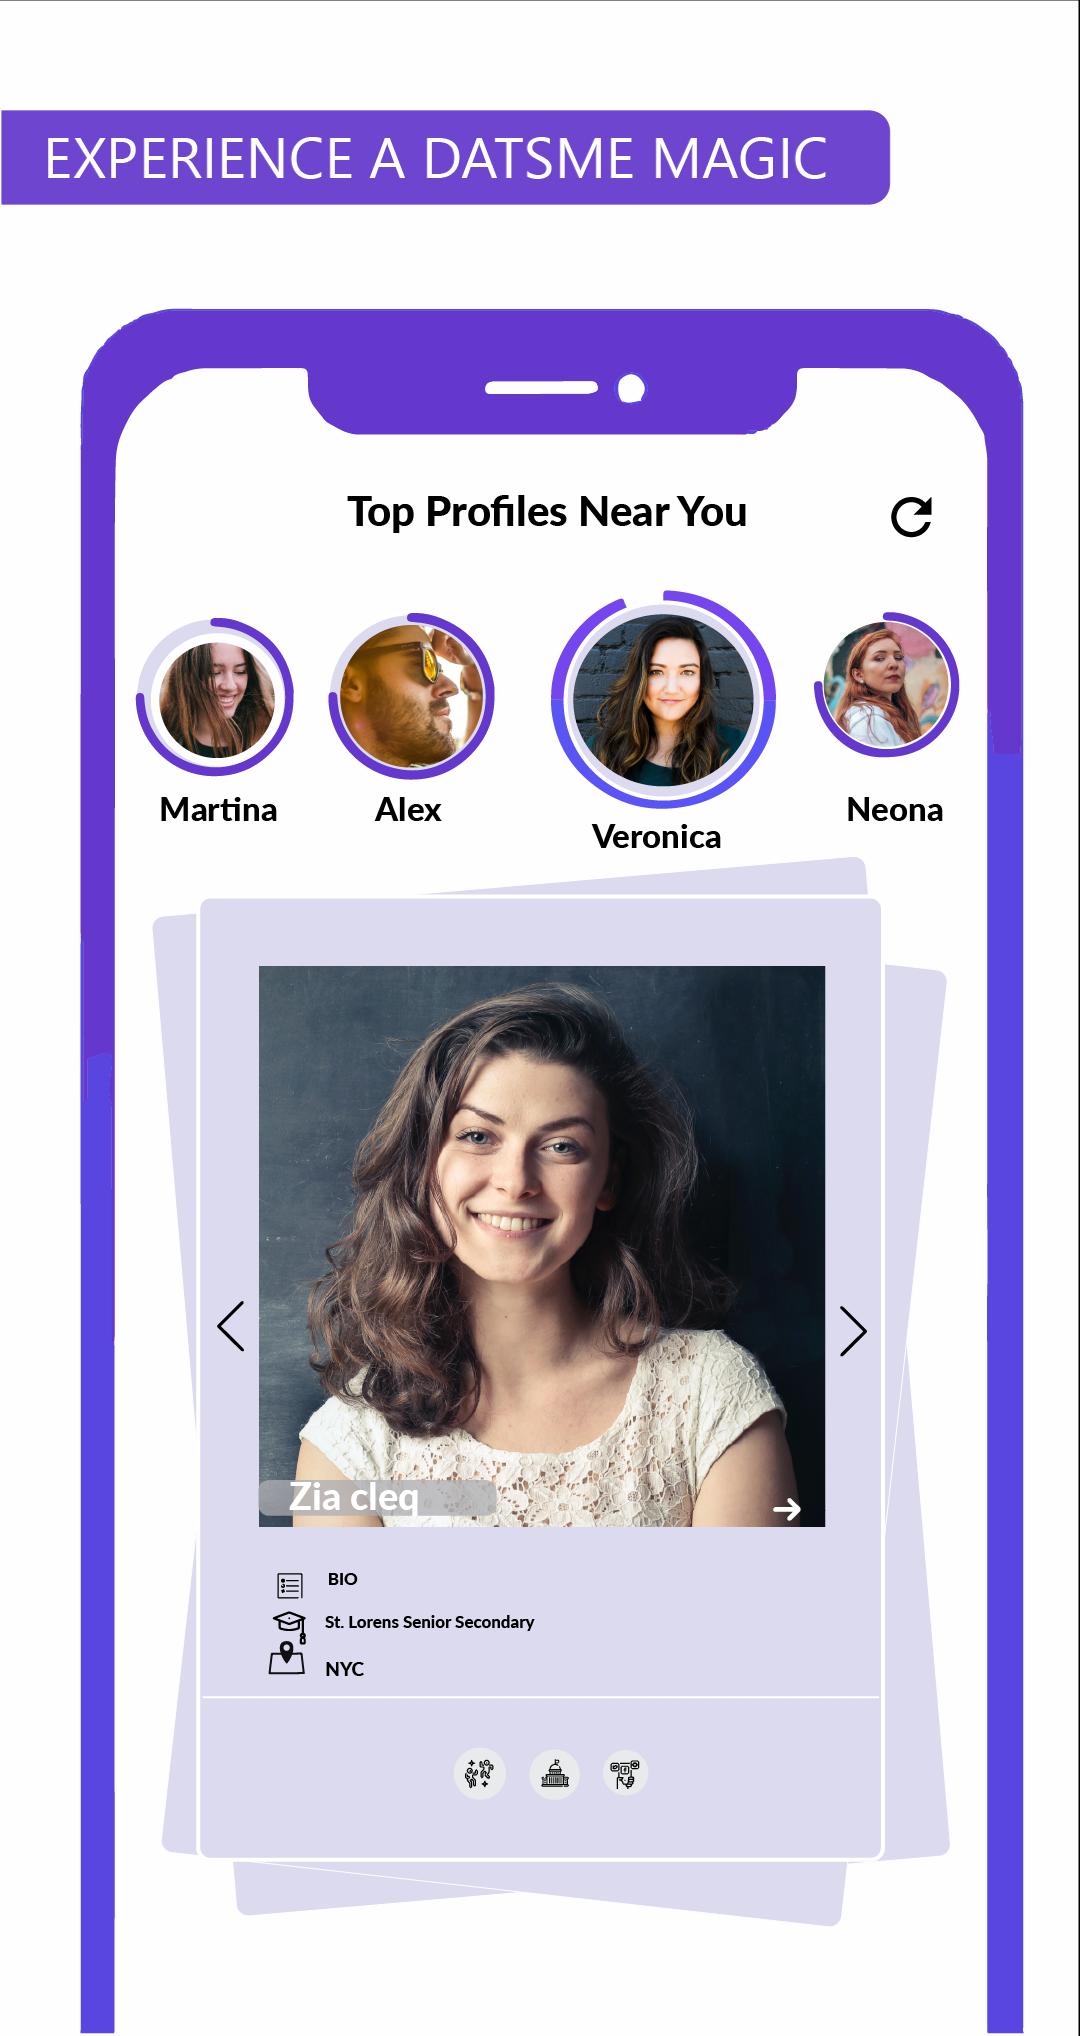 EXPERIENCE A DATSME MAGIC
Top Profiles Near You
Martina
Alex
Veronica
Neona
Zia cleq
BIO
St. Lorens Senior Secondary
NYC